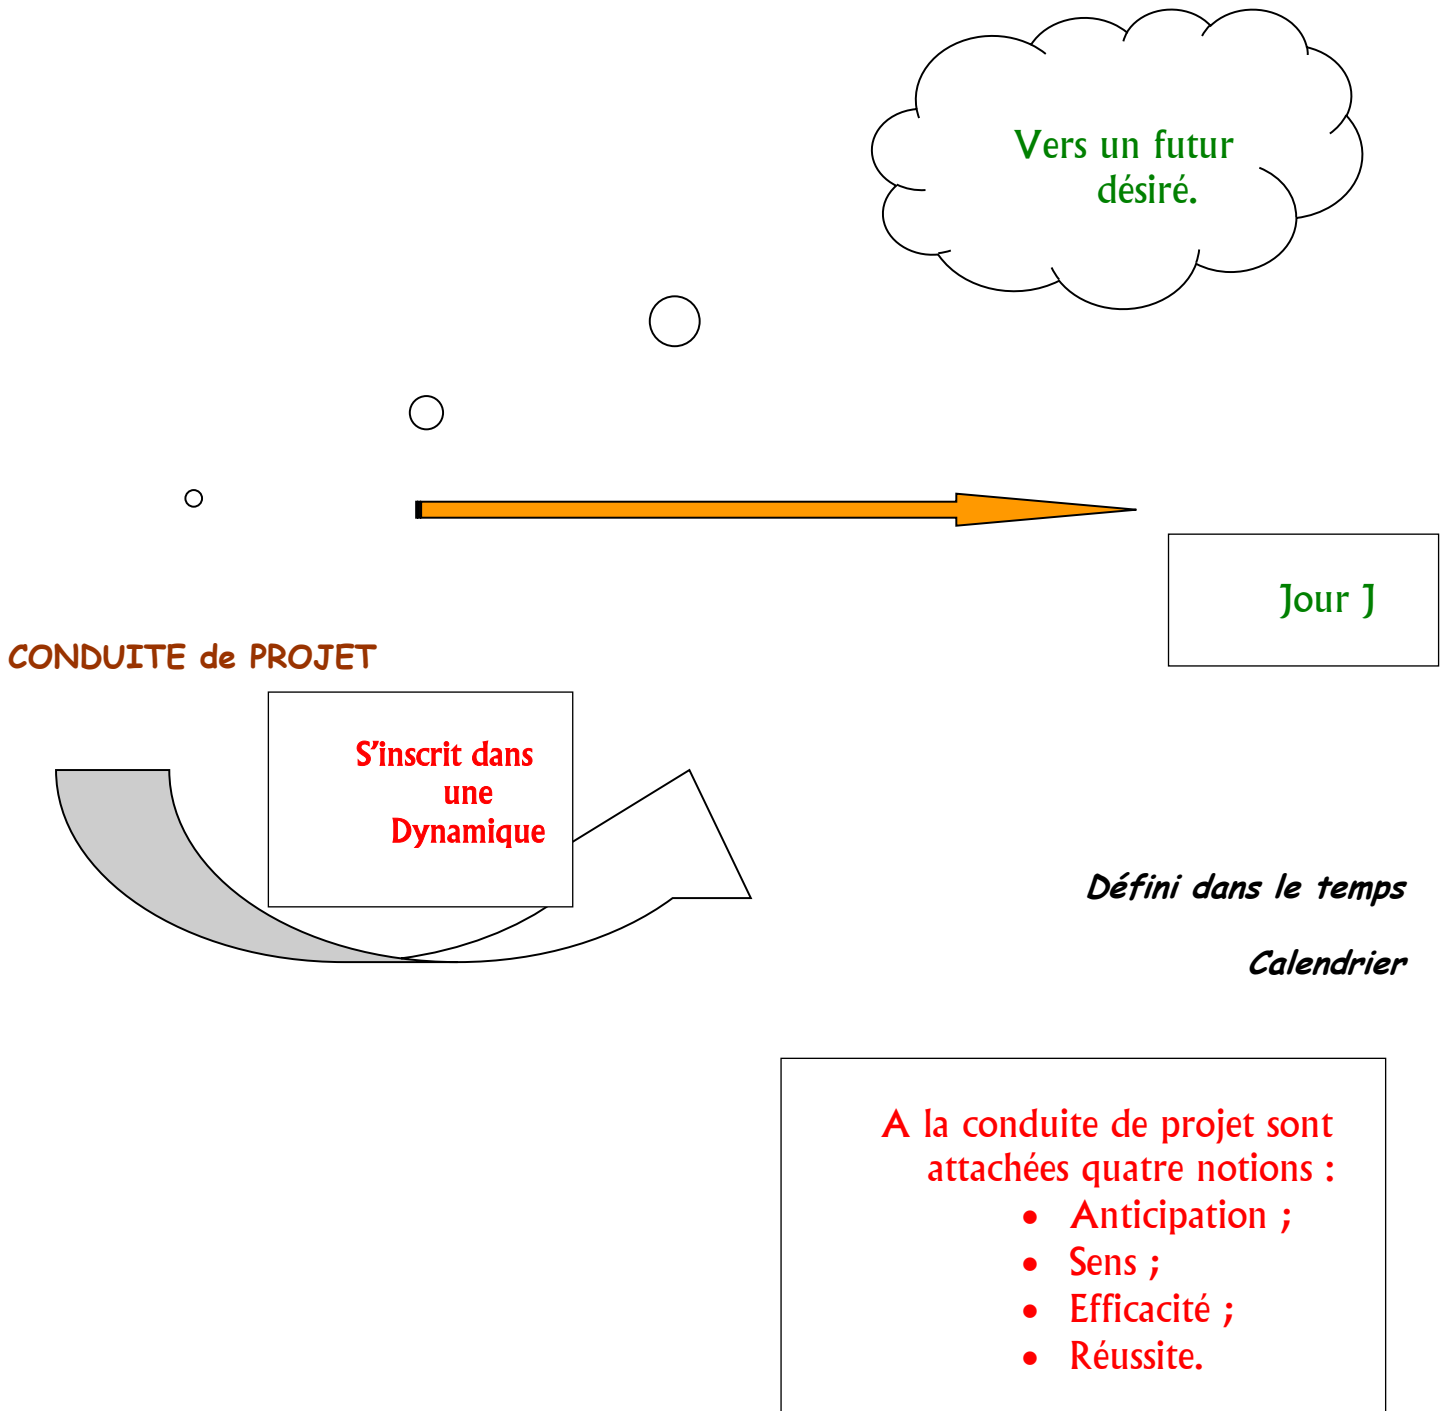 Vers un futur
désiré.
Jour J
CONDUITE de PROJET
S'inscrit dans
une
Dynamique
Défini dans le temps
Calendrier
A la conduite de projet sont
attachées quatre notions :
• Anticipation ;
• Sens ;
• Efficacité ;
• Réussite.